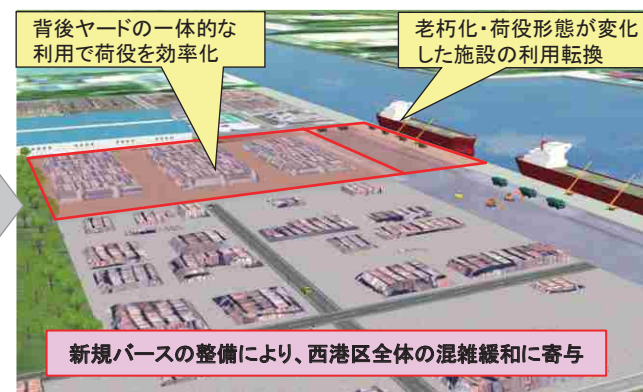 背後ヤードの一体的な
利用で荷役を効率化
老朽化・荷役形態が変化
した施設の利用転換
新規バースの整備により、西港区全体の混雑緩和に寄与